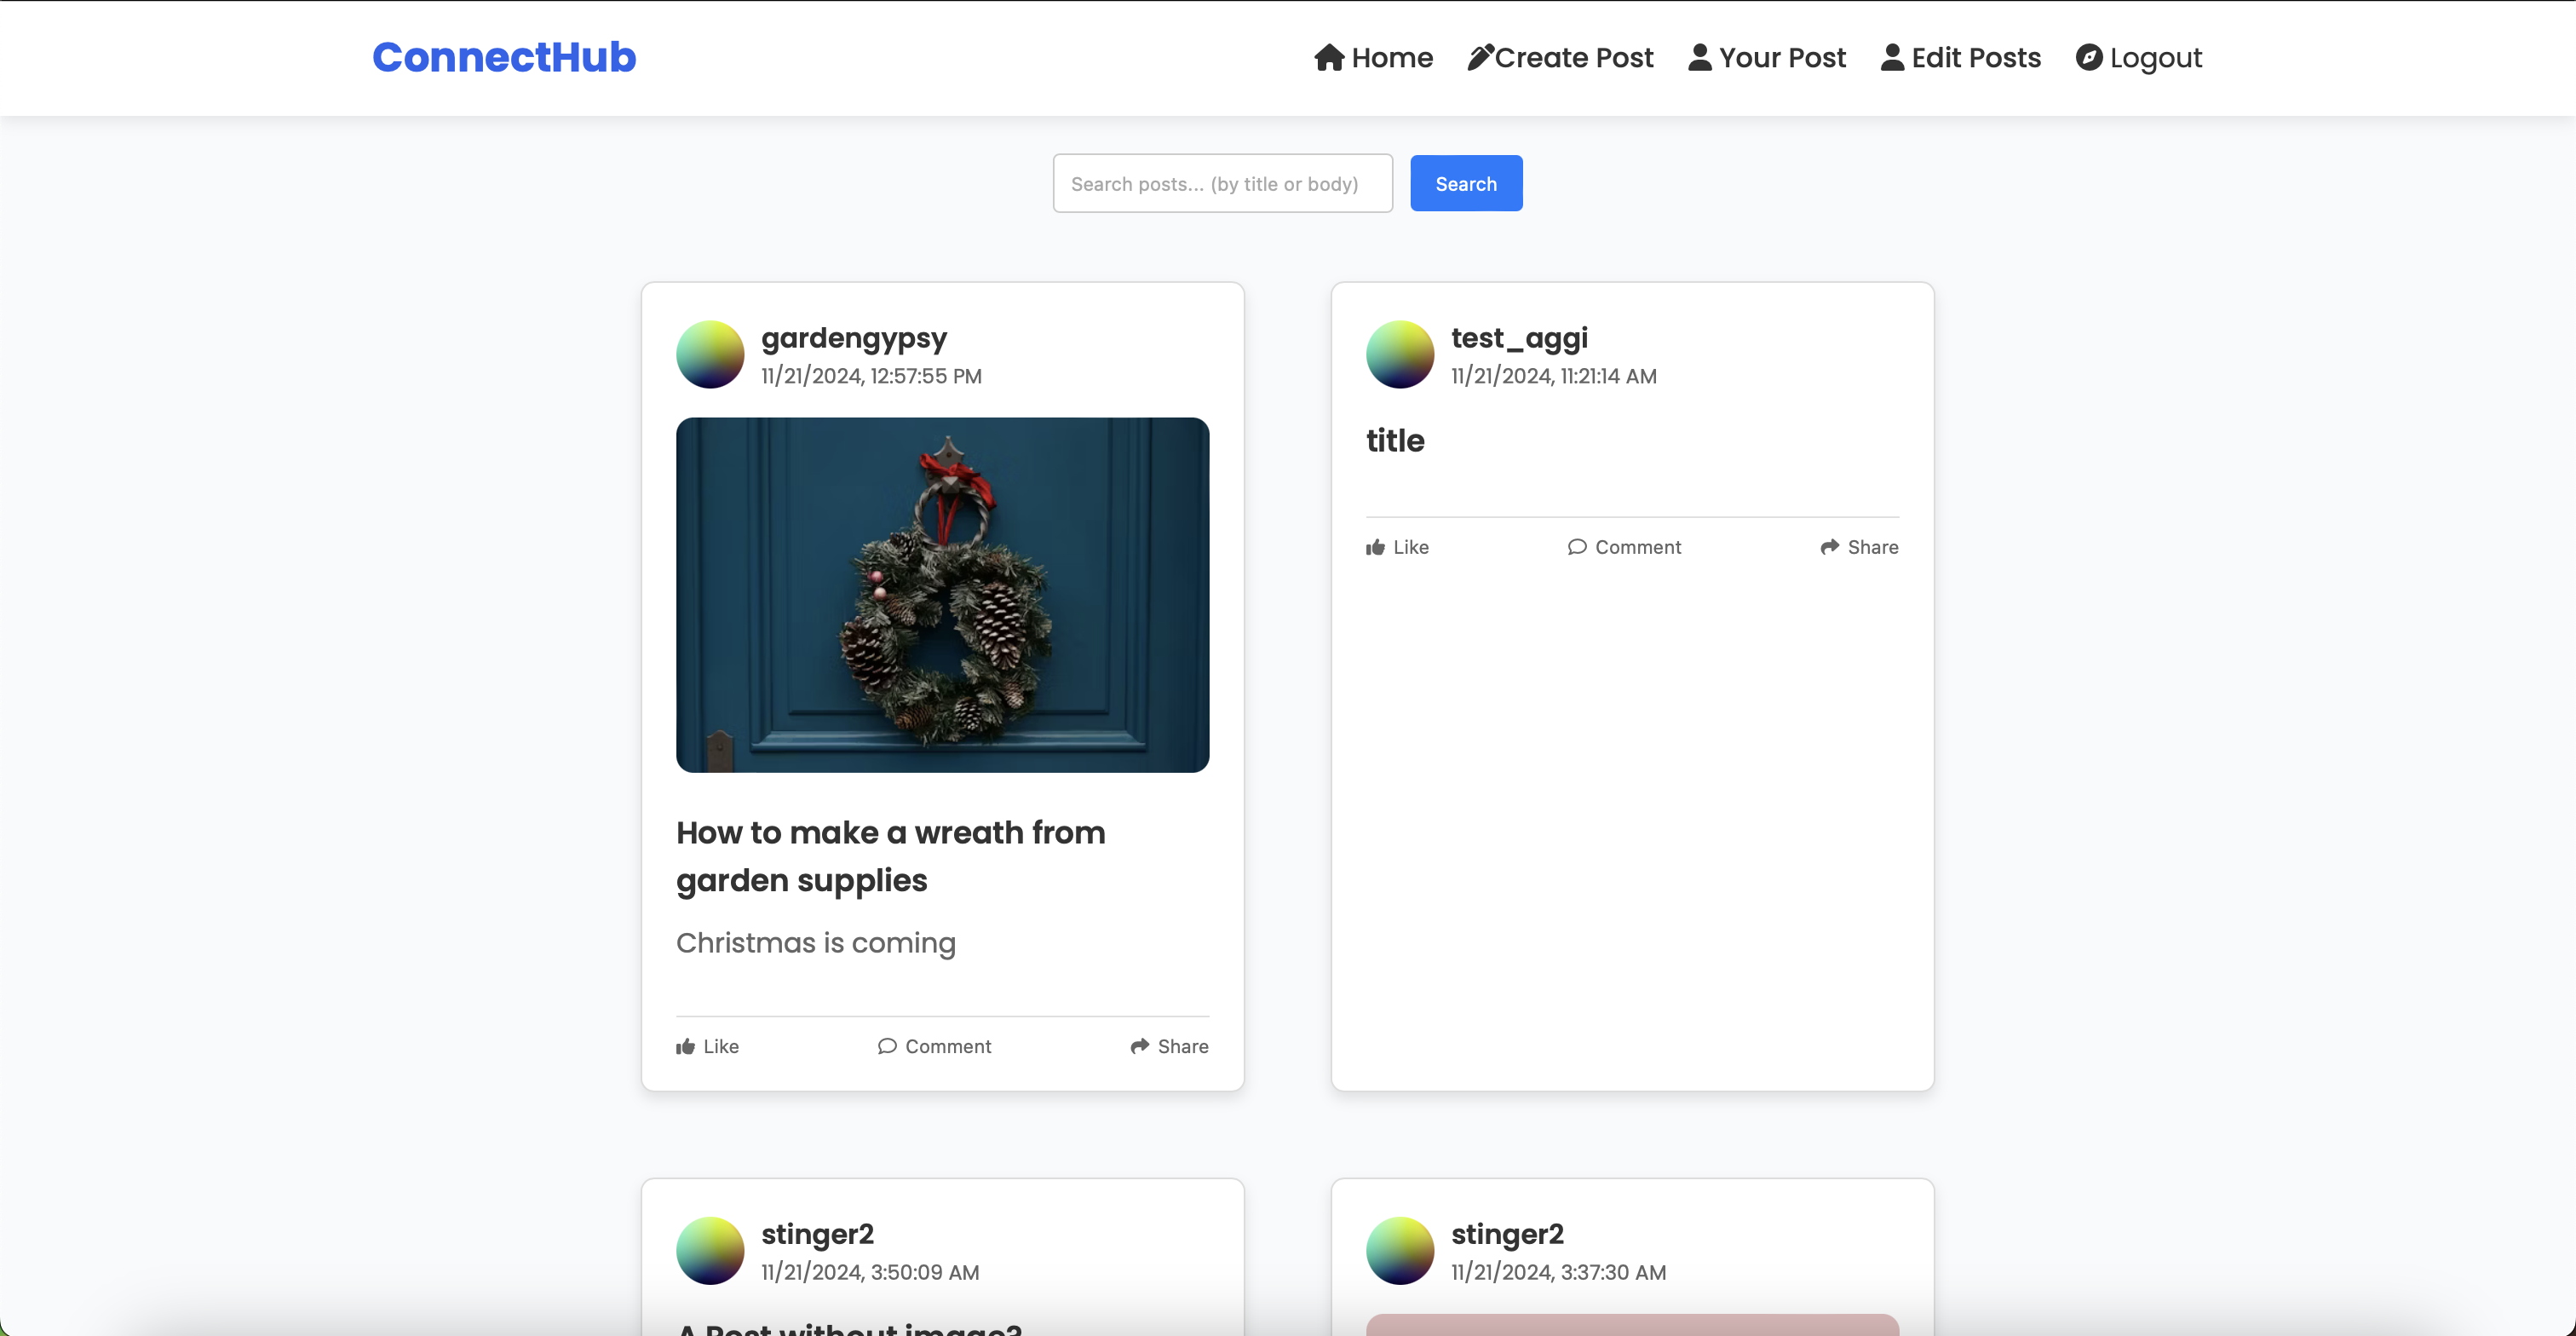 ConnectHub
Home
Create Post
Your Post
Edit Posts
Logout
Search posts... (by title or body)
Search
gardengypsy
11/21/2024, 12:57:55 PM
How to make a wreath from
garden supplies
Christmas is coming
Like
Comment
Share
test_aggi
11/21/2024, 11:21:14 AM
title
Like
Comment
Share
stinger2
11/21/2024, 3:50:09 AM
A Post without image?
stinger2
11/21/2024, 3:37:30 AM